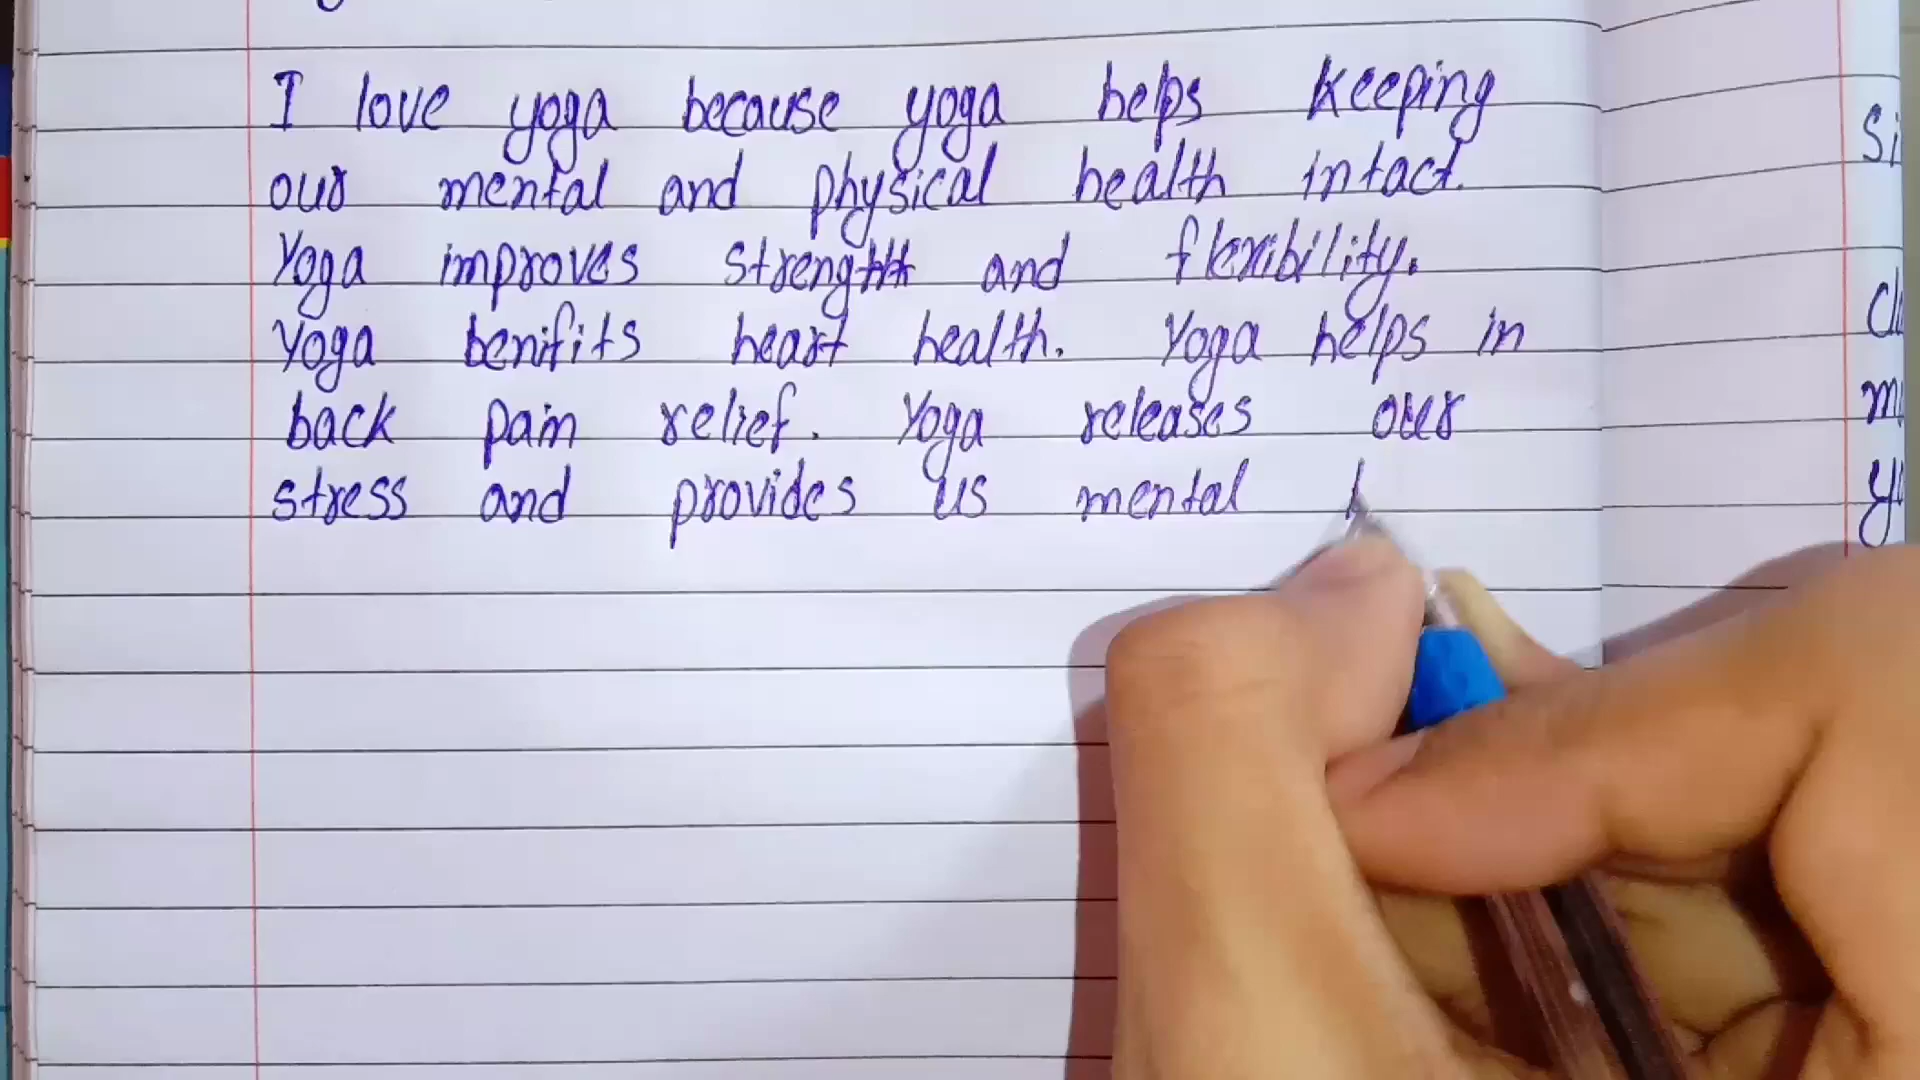 I love yoga because yoga helps keeping
our mental and physical health intact.
Yoga improves strength and flexibility.
Yoga benifits heart health. Yoga helps in
back pain relief. Yoga releases our
stress and provides us mental